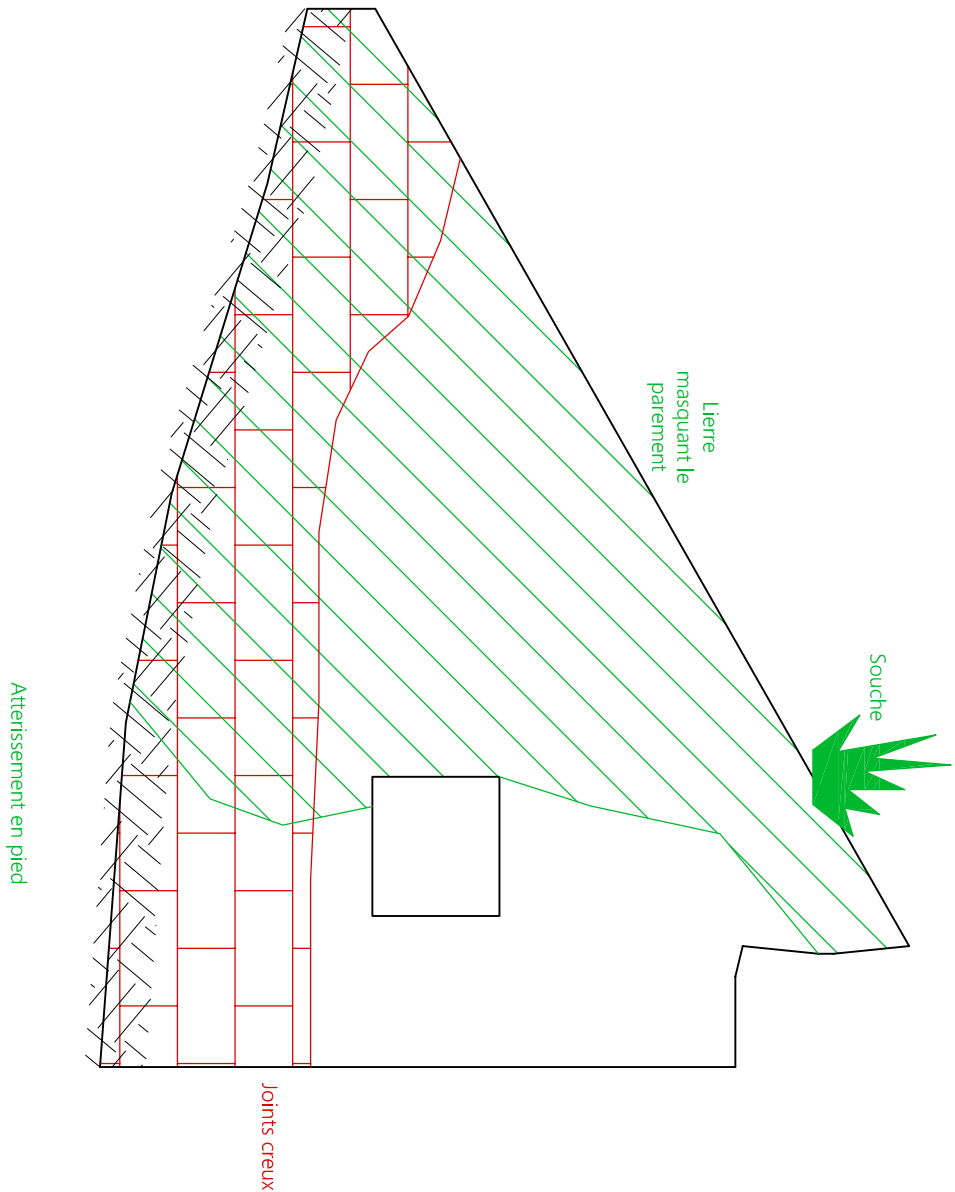 Souche
Lierre
masquant le
parement
Joints creux
Atterissement en pied